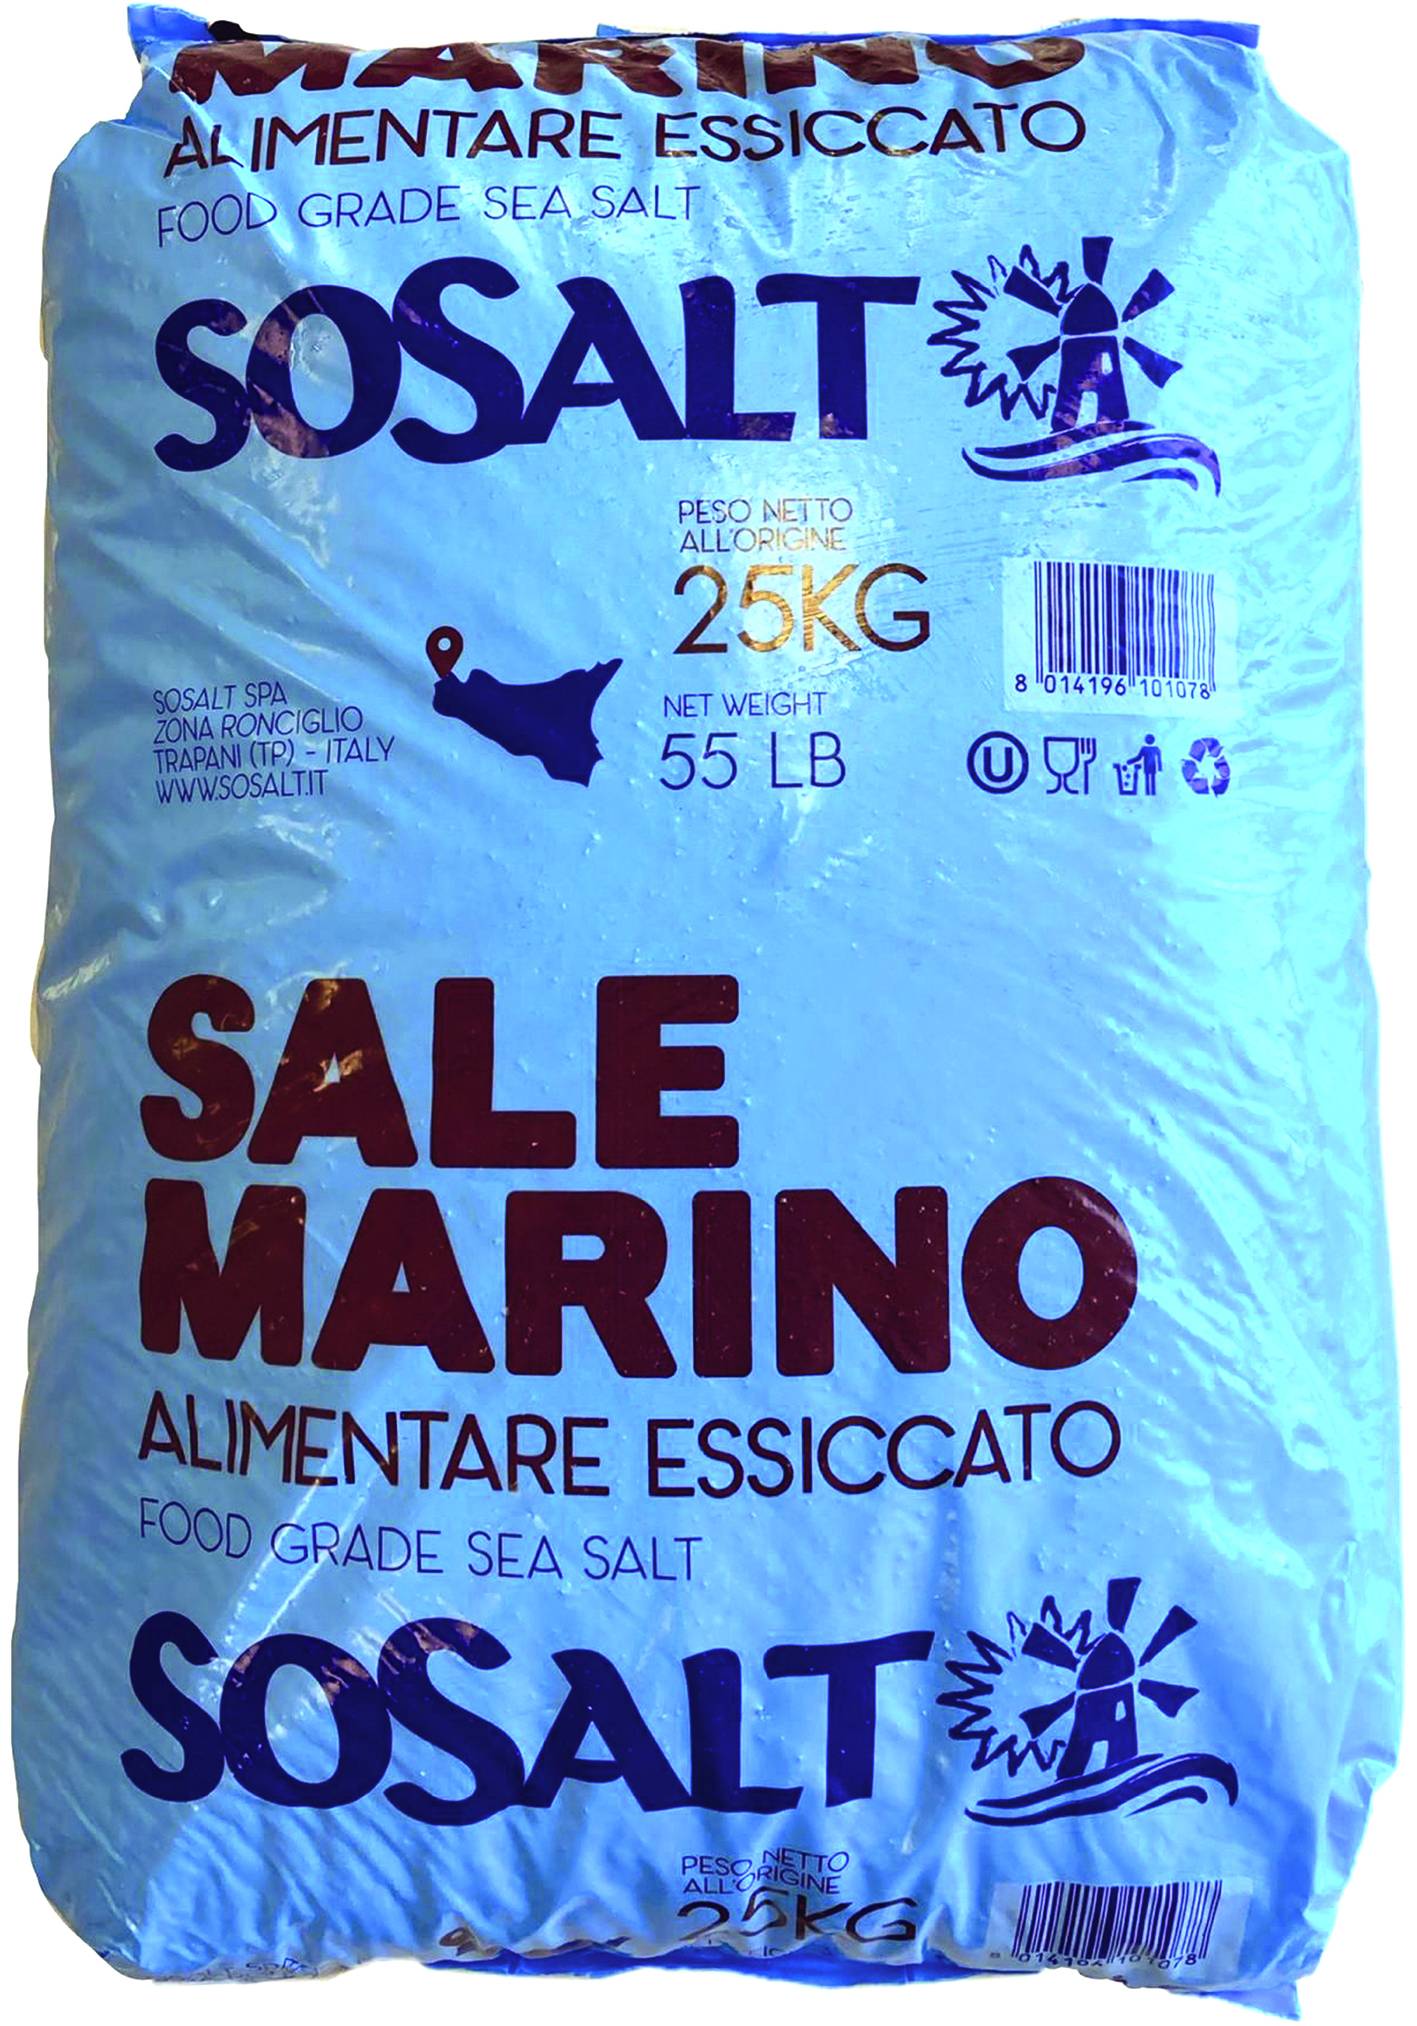 MARINO
ALIMENTARE ESSICCATO
FOOD GRADE SEA SALT
SOSALT
PESO NETTO
ALL'ORIGINE
25KG
8 014196 101078
SOSALT SPA
ZONA RONCIGLIO
TRAPANI (TP) - ITALY
WWW.SOSALT.IT
NET WEIGHT
55 LB
U
SALE
MARINO
ALIMENTARE ESSICCATO
FOOD GRADE SEA SALT
SOSALT
PESO NETTO
ALL'ORIGINE
25KG